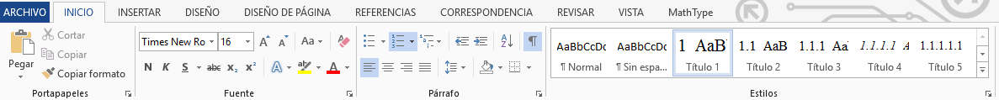 ARCHIVO INICIO INSERTAR DISEÑO DISEÑO DE PÁGINA REFERENCIAS CORRESPONDENCIA REVISAR VISTA MathType
Pegar
Cortar
Copiar
Copiar formato
Portapapeles
Times New Ro 16 A A Aa A
N K S abc x₂ x² A ab A
Fuente
A Z ¶
Párrafo
AaBbCcDc AaBbCcDc 1 AaB 1.1 AaB 1.1.1 Aa 1.1.1.1 A 1.1.1.1.1
¶ Normal ¶ Sin espa... Título 1 Título 2 Título 3 Título 4 Título 5
Estilos